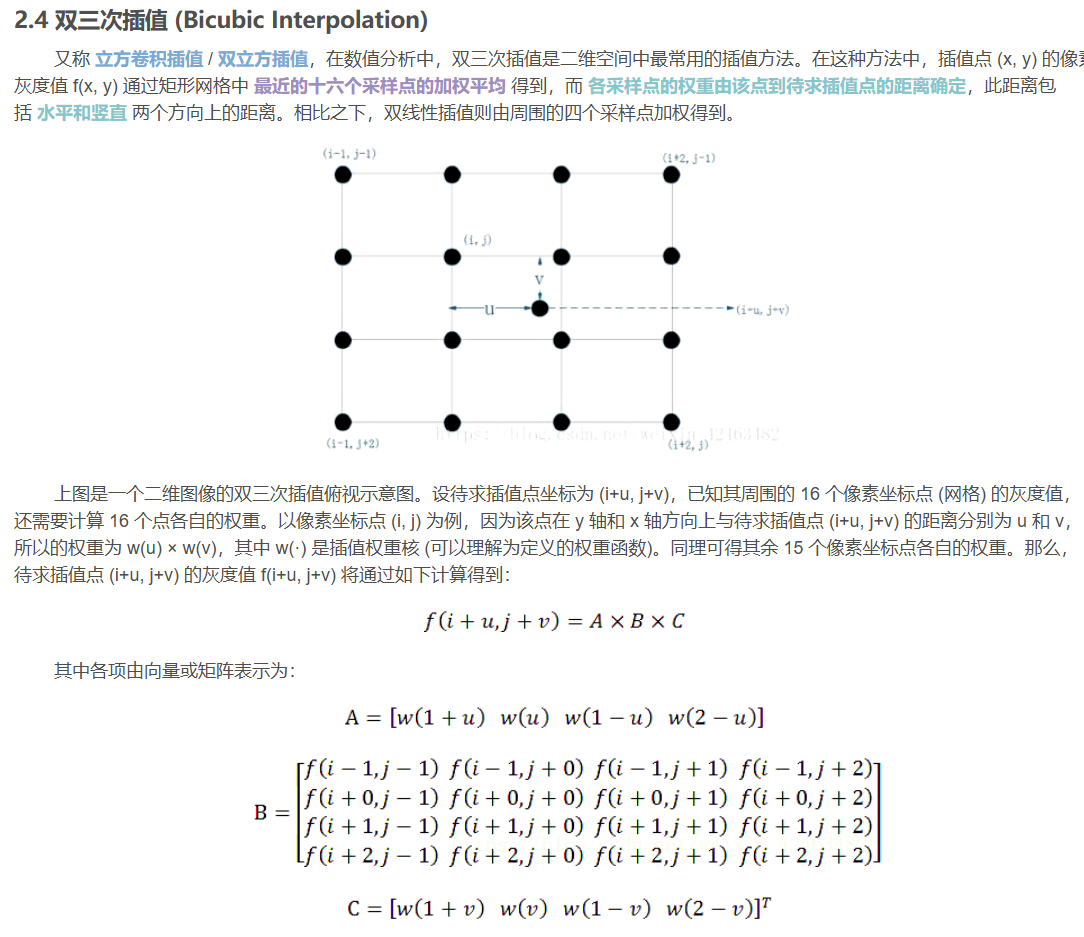 2.4 双三次插值 (Bicubic Interpolation)
又称 立方卷积插值 / 双立方插值，在数值分析中，双三次插值是二维空间中最常用的插值方法。在这种方法中，插值点 (x, y) 的像素
灰度值 f(x, y) 通过矩形网格中 最近的十六个采样点的加权平均 得到，而 各采样点的权重由该点到待求插值点的距离确定，此距离包
括 水平和竖直 两个方向上的距离。相比之下，双线性插值则由周围的四个采样点加权得到。
(i-1, j-1)
(i+2, j-1)
(i, j)
v
u
(i+u, j+v)
(i-1, j+2)
(i+2, j)
https://blog.csdn.net/weixin_42463482
上图是一个二维图像的双三次插值俯视示意图。设待求插值点坐标为 (i+u, j+v)，已知其周围的 16 个像素坐标点 (网格) 的灰度值，
还需要计算 16 个点各自的权重。以像素坐标点 (i, j) 为例，因为该点在 y 轴和 x 轴方向上与待求插值点 (i+u, j+v) 的距离分别为 u 和 v，
所以的权重为 w(u) × w(v)，其中 w(·) 是插值权重核 (可以理解为定义的权重函数)。同理可得其余 15 个像素坐标点各自的权重。那么，
待求插值点 (i+u, j+v) 的灰度值 f(i+u, j+v) 将通过如下计算得到：
f(i + u, j + v) = A × B × C
其中各项由向量或矩阵表示为：
A = [w(1 + u) w(u) w(1 − u) w(2 − u)]
f(i − 1, j − 1) f(i − 1, j + 0) f(i − 1, j + 1) f(i − 1, j + 2)
f(i + 0, j − 1) f(i + 0, j + 0) f(i + 0, j + 1) f(i + 0, j + 2)
B =
f(i + 1, j − 1) f(i + 1, j + 0) f(i + 1, j + 1) f(i + 1, j + 2)
f(i + 2, j − 1) f(i + 2, j + 0) f(i + 2, j + 1) f(i + 2, j + 2)
C = [w(1 + v) w(v) w(1 − v) w(2 − v)]ᵀ